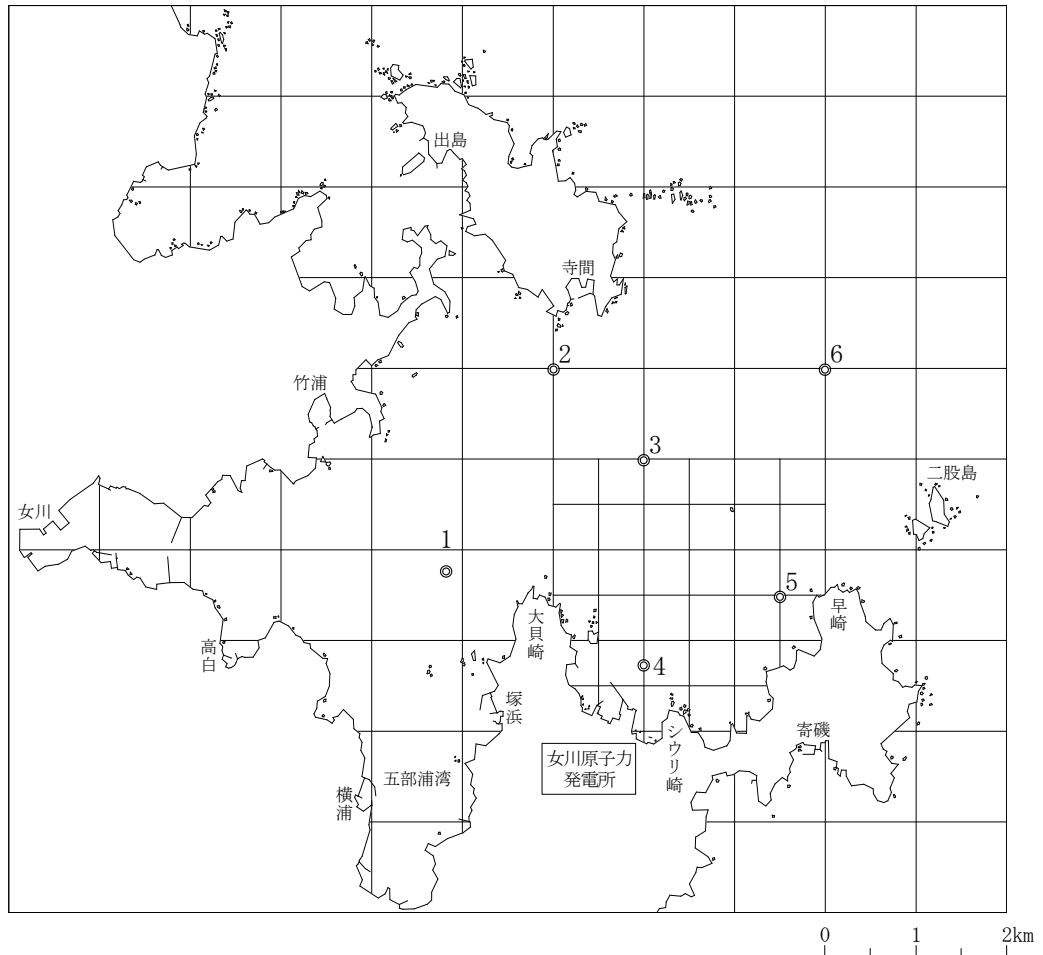 出島
寺間
2
6
竹浦
3
二股島
女川
1
5
大貝崎
早崎
高白
4
塚浜
シウリ崎
寄磯
女川原子力
発電所
五部浦湾
横浦
0 1 2km